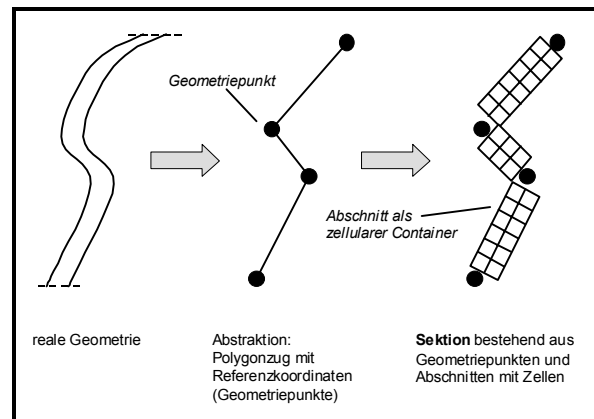 Geometriepunkt
Abschnitt als
zellularer Container
reale Geometrie
Abstraktion:
Polygonzug mit
Referenzkoordinaten
(Geometriepunkte)
Sektion bestehend aus
Geometriepunkten und
Abschnitten mit Zellen